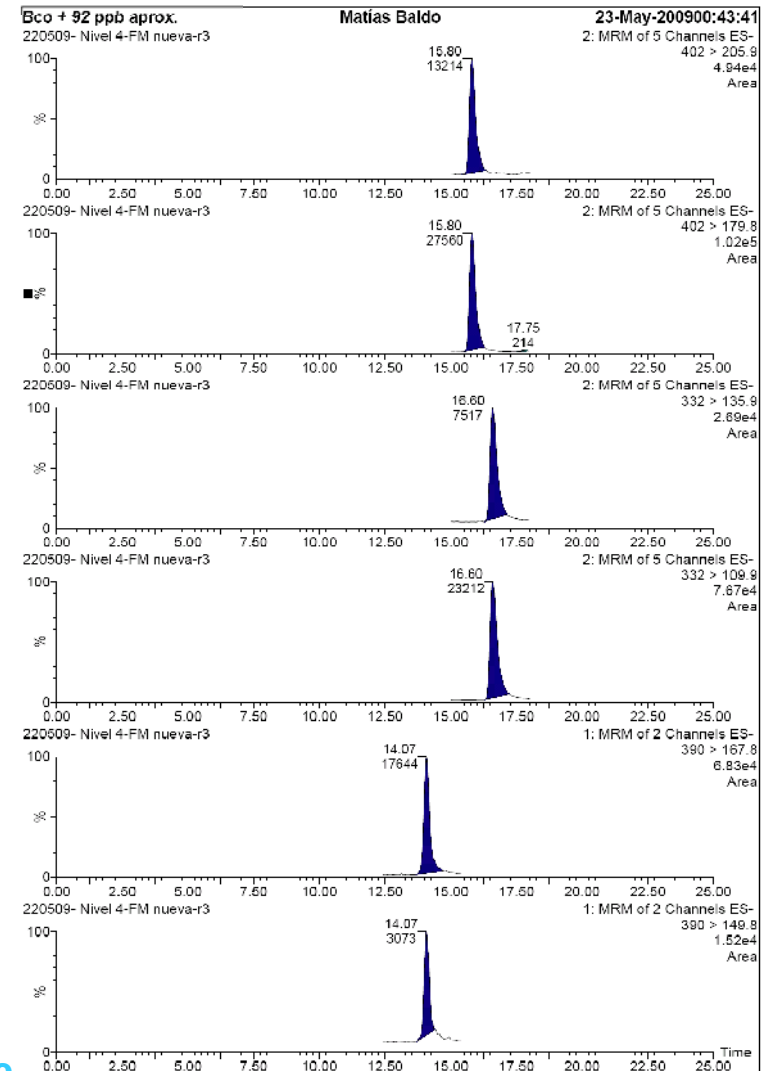 Bco + 92 ppb aprox. Matías Baldo 23-May-200900:43:41
220509- Nivel 4-FM nueva-r3 2: MRM of 5 Channels ES-
402 > 205.9
4.94e4
Area
15.80
13214
100
%
0
0.00 2.50 5.00 7.50 10.00 12.50 15.00 17.50 20.00 22.50 25.00
220509- Nivel 4-FM nueva-r3 2: MRM of 5 Channels ES-
402 > 179.8
1.02e5
Area
15.80
27560
100
%
17.75
214
0
0.00 2.50 5.00 7.50 10.00 12.50 15.00 17.50 20.00 22.50 25.00
220509- Nivel 4-FM nueva-r3 2: MRM of 5 Channels ES-
332 > 135.9
2.69e4
Area
16.60
7517
100
%
0
0.00 2.50 5.00 7.50 10.00 12.50 15.00 17.50 20.00 22.50 25.00
220509- Nivel 4-FM nueva-r3 2: MRM of 5 Channels ES-
332 > 109.9
7.67e4
Area
16.60
23212
100
%
0
0.00 2.50 5.00 7.50 10.00 12.50 15.00 17.50 20.00 22.50 25.00
220509- Nivel 4-FM nueva-r3 1: MRM of 2 Channels ES-
390 > 167.8
6.83e4
Area
14.07
17644
100
%
0
0.00 2.50 5.00 7.50 10.00 12.50 15.00 17.50 20.00 22.50 25.00
220509- Nivel 4-FM nueva-r3 1: MRM of 2 Channels ES-
390 > 149.8
1.52e4
Area
14.07
3073
100
%
0
Time
0.00 2.50 5.00 7.50 10.00 12.50 15.00 17.50 20.00 22.50 25.00